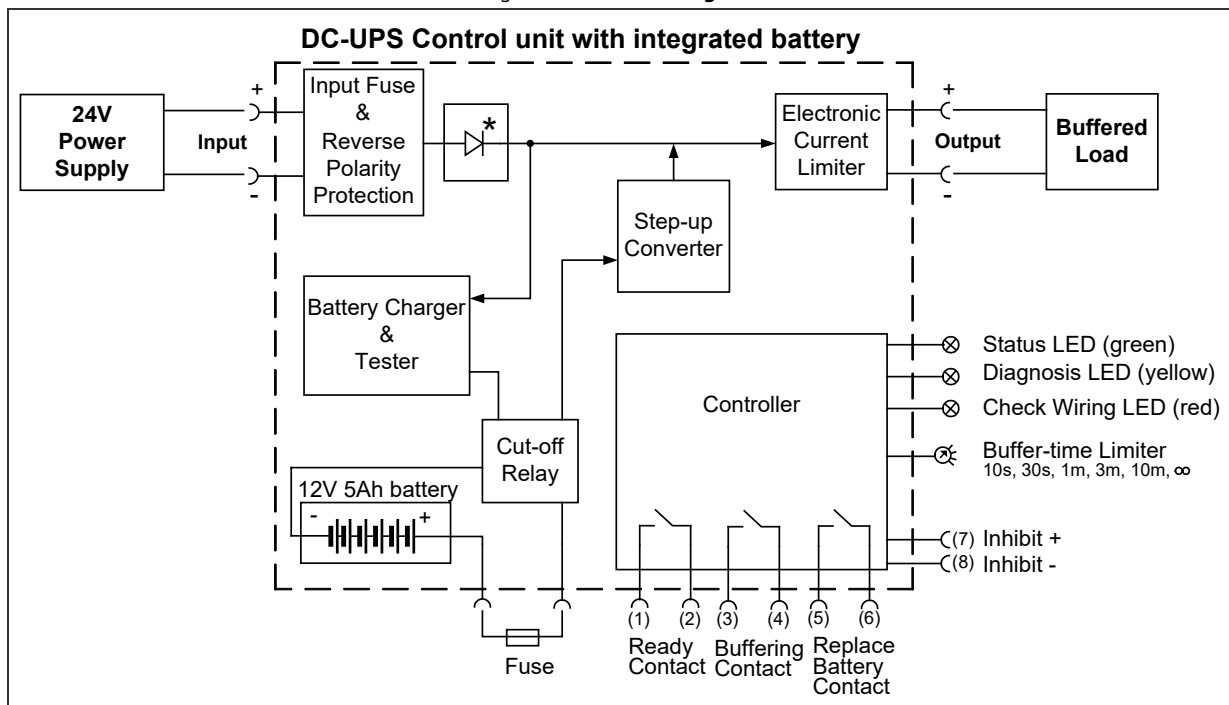 DC-UPS Control unit with integrated battery
24V
Power
Supply
+
Input
-
Input Fuse
&
Reverse
Polarity
Protection
*
Electronic
Current
Limiter
+
Output
-
Buffered
Load
Step-up
Converter
Battery Charger
&
Tester
Cut-off
Relay
12V 5Ah battery
- +
Fuse
Controller
Status LED (green)
Diagnosis LED (yellow)
Check Wiring LED (red)
Buffer-time Limiter
10s, 30s, 1m, 3m, 10m, ∞
(7) Inhibit +
(8) Inhibit -
(1) (2) (3) (4) (5) (6)
Ready
Contact
Buffering
Contact
Replace
Battery
Contact